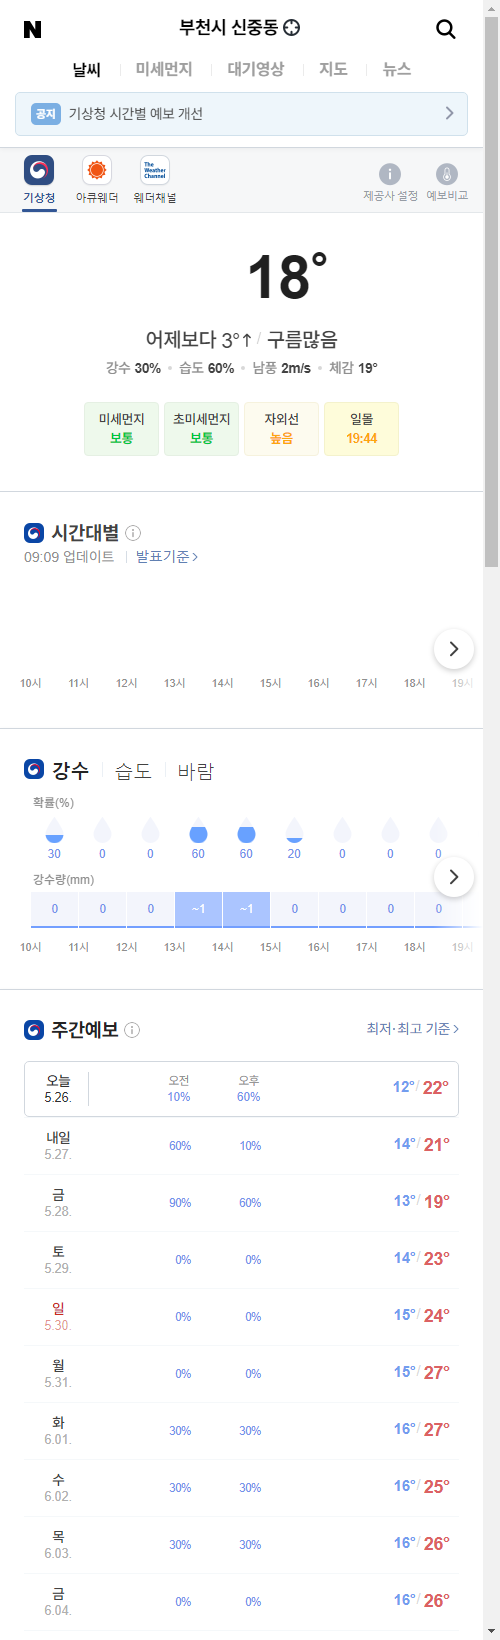 N 부천시 신중동
날씨 미세먼지 대기영상 지도 뉴스
공지 기상청 시간별 예보 개선
The Weather Channel
기상청 아큐웨더 웨더채널 제공사 설정 예보비교
18°
어제보다 3°↑ / 구름많음
강수 30% • 습도 60% • 남풍 2m/s • 체감 19°
미세먼지 초미세먼지 자외선 일몰
보통 보통 높음 19:44
시간대별
09:09 업데이트 발표기준 >
10시 11시 12시 13시 14시 15시 16시 17시 18시 19시
강수 습도 바람
확률(%)
30 0 0 60 60 20 0 0 0
강수량(mm)
0 0 0 ~1 ~1 0 0 0 0
10시 11시 12시 13시 14시 15시 16시 17시 18시 19시
주간예보 최저·최고 기준 >
오늘 오전 오후
5.26. 10% 60% 12°/ 22°
내일
5.27. 60% 10% 14°/ 21°
금
5.28. 90% 60% 13°/ 19°
토
5.29. 0% 0% 14°/ 23°
일
5.30. 0% 0% 15°/ 24°
월
5.31. 0% 0% 15°/ 27°
화
6.01. 30% 30% 16°/ 27°
수
6.02. 30% 30% 16°/ 25°
목
6.03. 30% 30% 16°/ 26°
금
6.04. 0% 0% 16°/ 26°